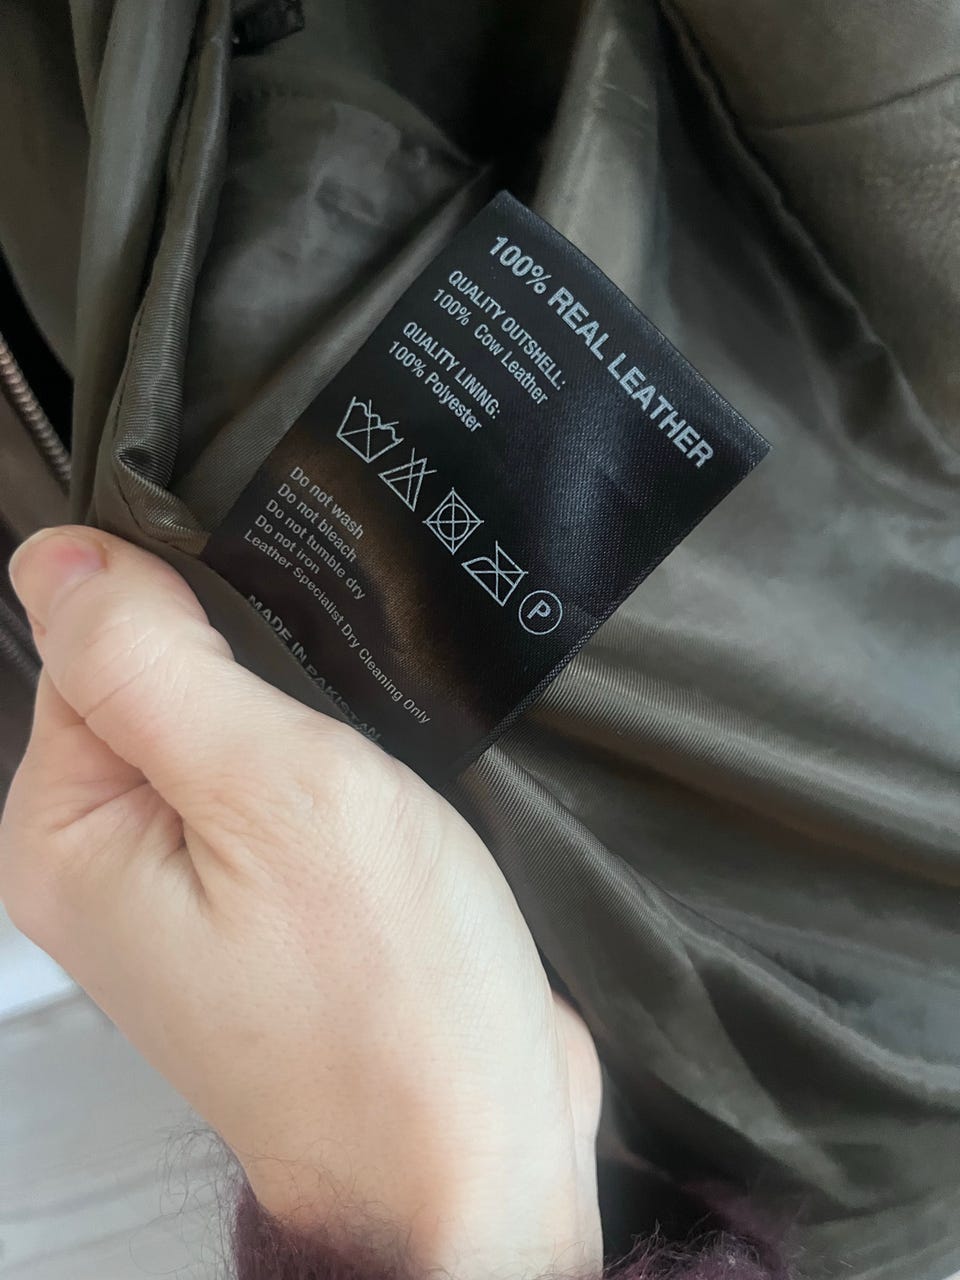 100% REAL LEATHER
QUALITY OUTSHELL:
100% Cow Leather
QUALITY LINING:
100% Polyester
P
Do not wash
Do not bleach
Do not tumble dry
Do not iron
Leather Specialist Dry Cleaning Only
MADE IN PAKISTAN